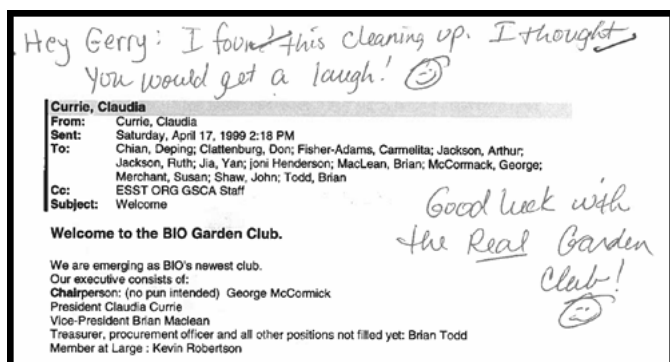 Hey Gerry: I found this cleaning up. I thought
you would get a laugh!
Currie, Claudia
From: Currie, Claudia
Sent: Saturday, April 17, 1999 2:18 PM
To: Chian, Deping; Clattenburg, Don; Fisher-Adams, Carmelita; Jackson, Arthur;
Jackson, Ruth; Jia, Yan; joni Henderson; MacLean, Brian; McCormack, George;
Merchant, Susan; Shaw, John; Todd, Brian
Cc: ESST ORG GSCA Staff
Subject: Welcome
Good luck with
the Real Garden
Club!
Welcome to the BIO Garden Club.
We are emerging as BIO's newest club.
Our executive consists of:
Chairperson: (no pun intended) George McCormick
President Claudia Currie
Vice-President Brian Maclean
Treasurer, procurement officer and all other positions not filled yet: Brian Todd
Member at Large : Kevin Robertson